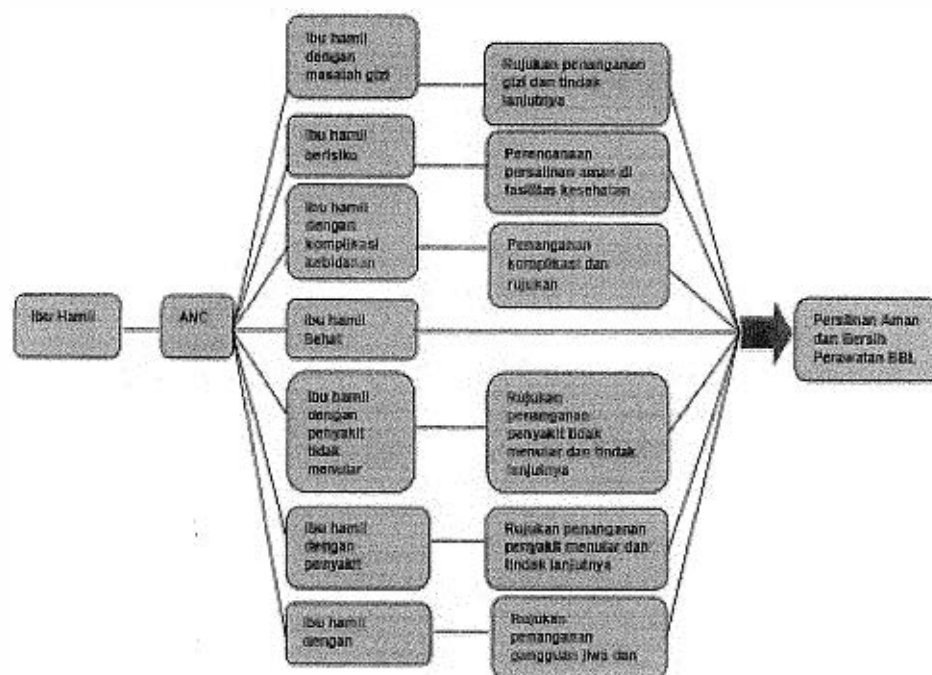 Ibu Hamil
ANC
Ibu hamil
dengan
masalah gizi
Rujukan penanganan
gizi dan tindak
lanjutnya
Ibu hamil
berisiko
Perencanaan
persalinan aman di
fasilitas kesehatan
Ibu hamil
dengan
komplikasi
kebidanan
Penanganan
komplikasi dan
rujukan
Ibu hamil
Sehat
Ibu hamil
dengan
penyakit
tidak
menular
Rujukan
penanganan
penyakit tidak
menular dan tindak
lanjutnya
Ibu hamil
dengan
penyakit
Rujukan penanganan
penyakit menular dan
tindak lanjutnya
Ibu hamil
dengan
Rujukan
penanganan
gangguan jiwa dan
Aman
dan Bersih
Perawatan BBL